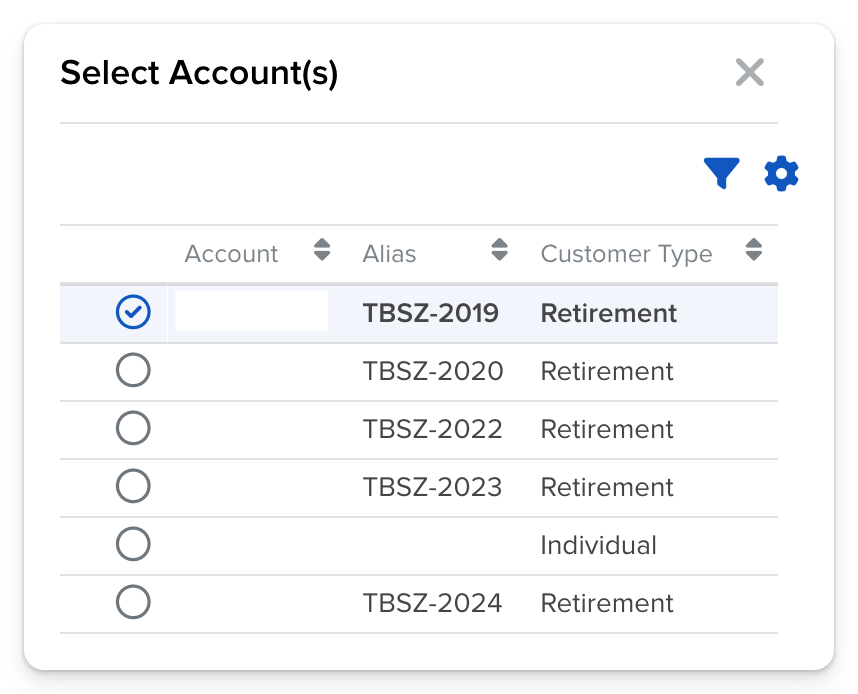 Select Account(s)
Account Alias Customer Type
TBSZ-2019 Retirement
TBSZ-2020 Retirement
TBSZ-2022 Retirement
TBSZ-2023 Retirement
Individual
TBSZ-2024 Retirement